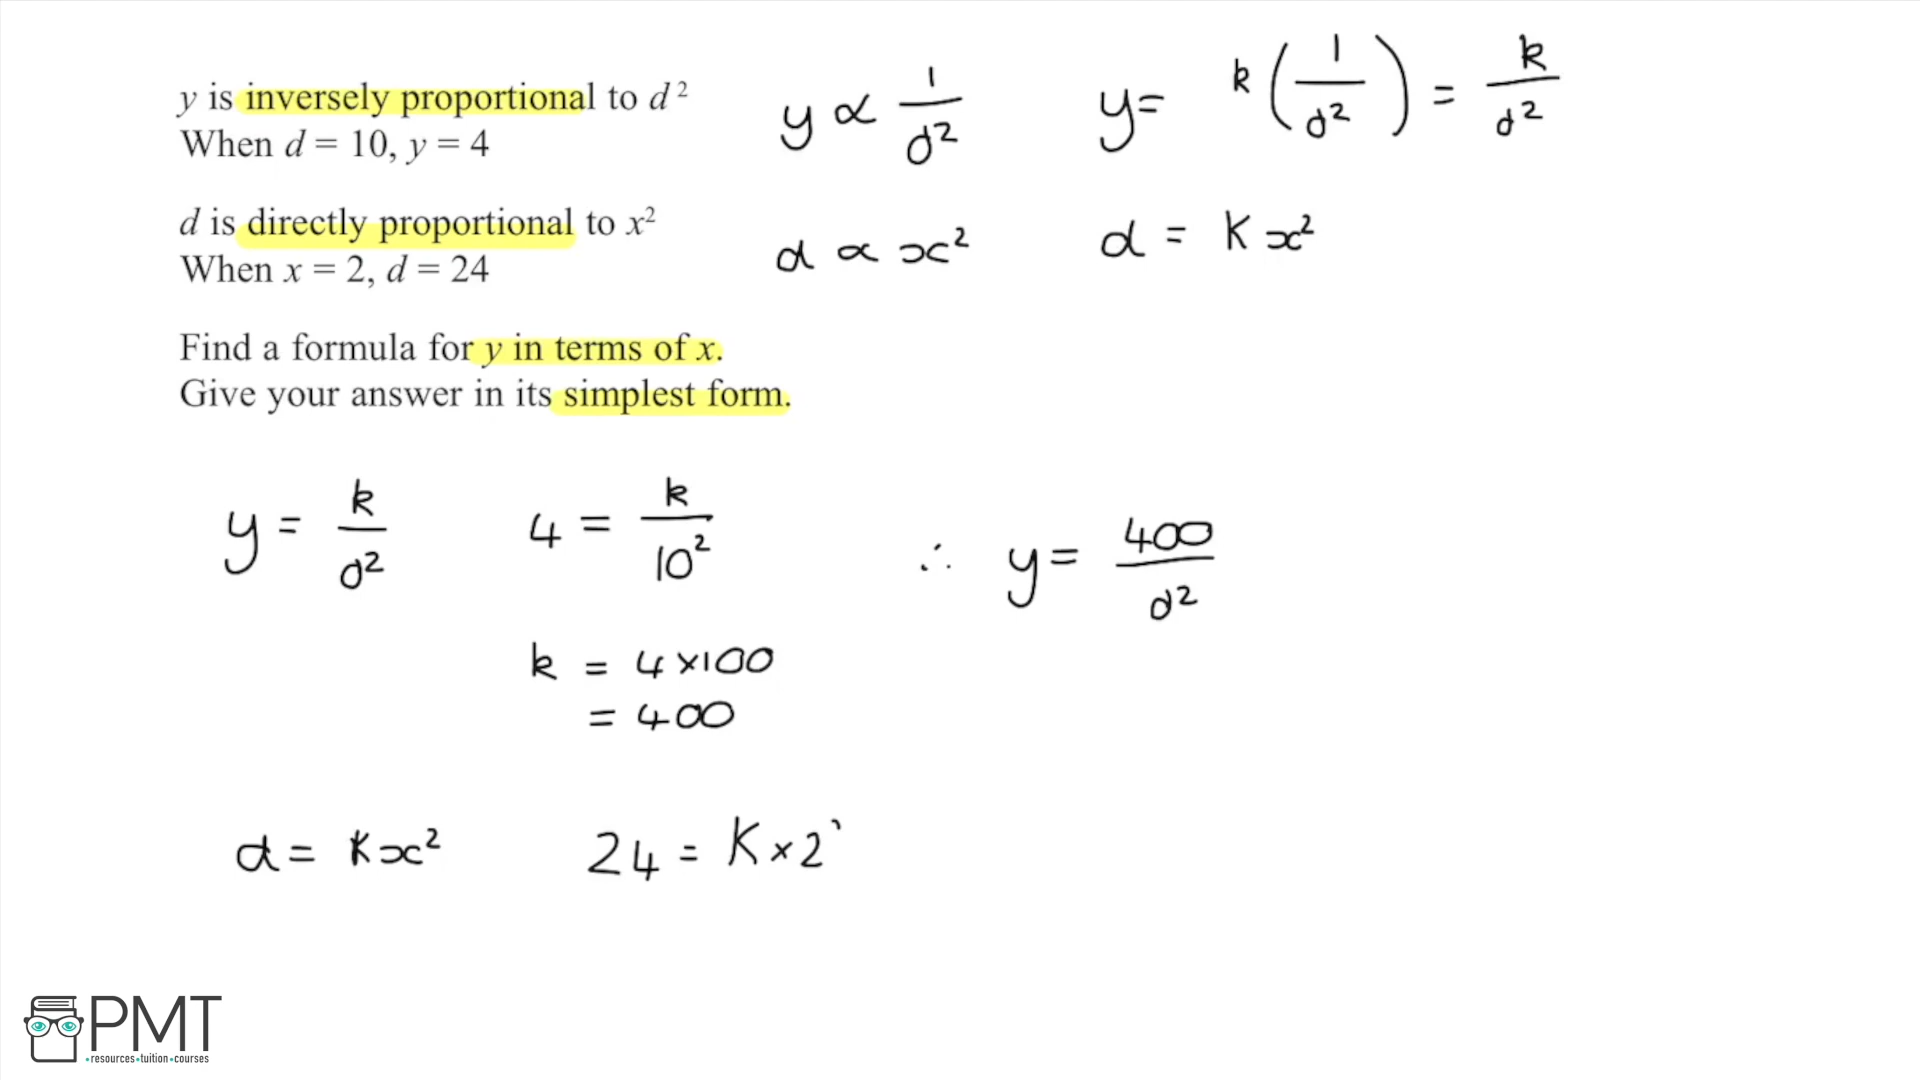 y is inversely proportional to d²
When d = 10, y = 4
y ∝ 1/d²
y = k(1/d²) = k/d²
d is directly proportional to x²
When x = 2, d = 24
d ∝ x²
d = Kx²
Find a formula for y in terms of x.
Give your answer in its simplest form.
y = k/d²
4 = k/10²
∴ y = 400/d²
k = 4×100
= 400
d = Kx²
24 = K×2
PMT
•resources•tuition•courses